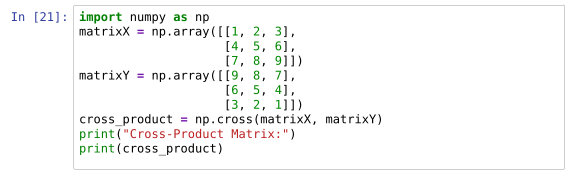 In [21]: import numpy as np
matrixX = np.array([[1, 2, 3],
                    [4, 5, 6],
                    [7, 8, 9]])
matrixY = np.array([[9, 8, 7],
                    [6, 5, 4],
                    [3, 2, 1]])
cross_product = np.cross(matrixX, matrixY)
print("Cross-Product Matrix:")
print(cross_product)